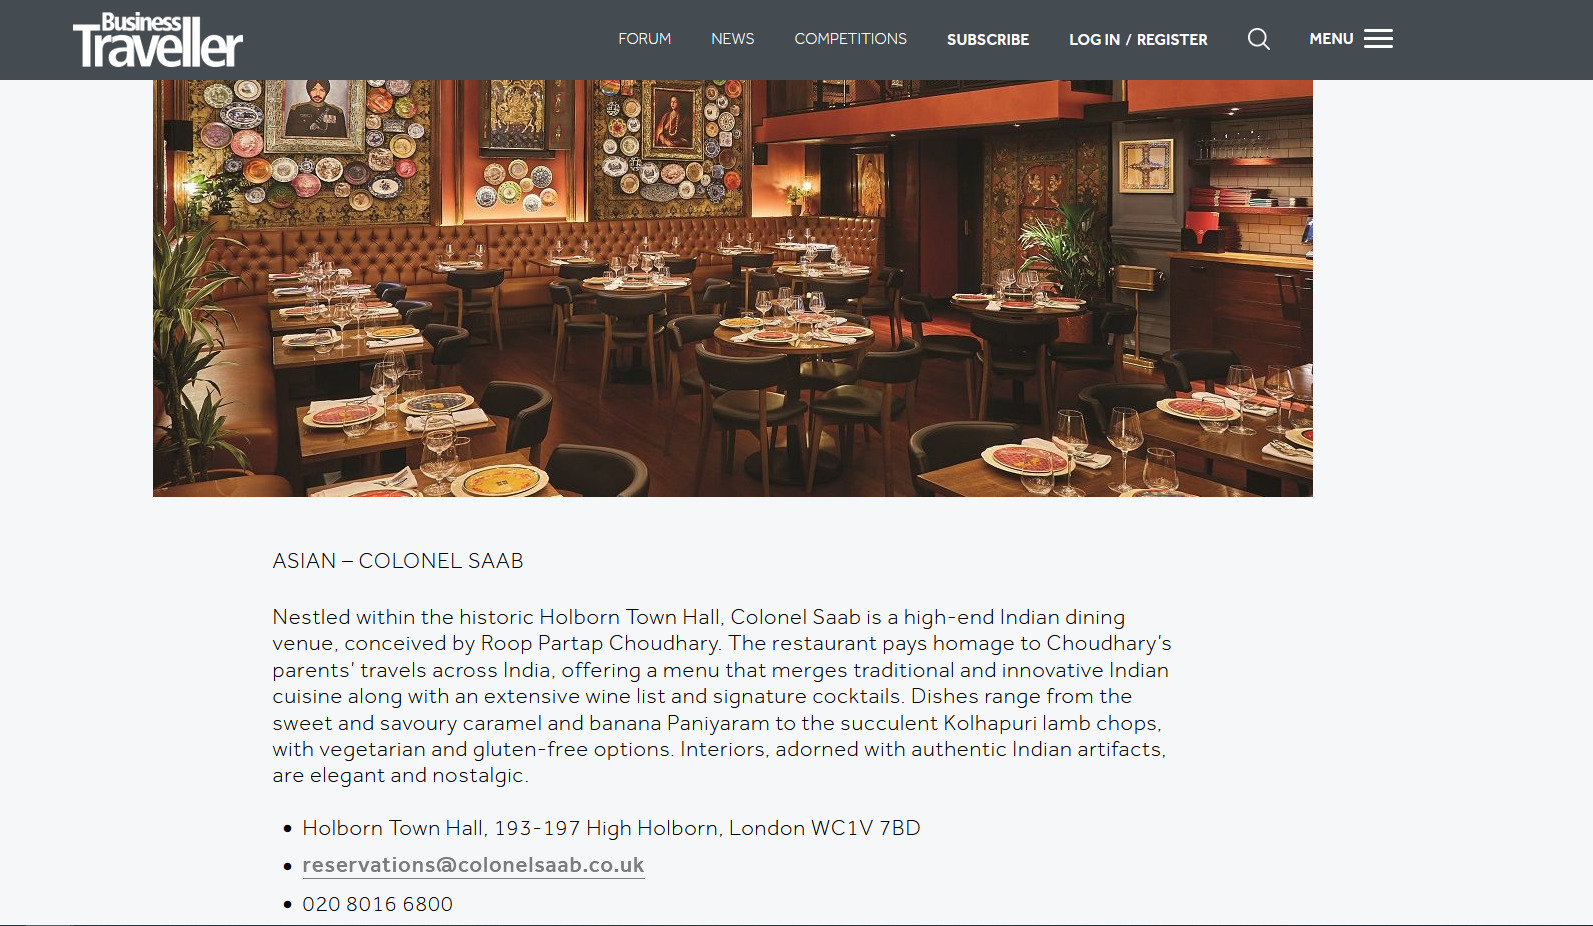 Business
Traveller
FORUM NEWS COMPETITIONS SUBSCRIBE LOG IN / REGISTER MENU
ASIAN – COLONEL SAAB
Nestled within the historic Holborn Town Hall, Colonel Saab is a high-end Indian dining
venue, conceived by Roop Partap Choudhary. The restaurant pays homage to Choudhary’s
parents’ travels across India, offering a menu that merges traditional and innovative Indian
cuisine along with an extensive wine list and signature cocktails. Dishes range from the
sweet and savoury caramel and banana Paniyaram to the succulent Kolhapuri lamb chops,
with vegetarian and gluten-free options. Interiors, adorned with authentic Indian artifacts,
are elegant and nostalgic.
• Holborn Town Hall, 193-197 High Holborn, London WC1V 7BD
• reservations@colonelsaab.co.uk
• 020 8016 6800